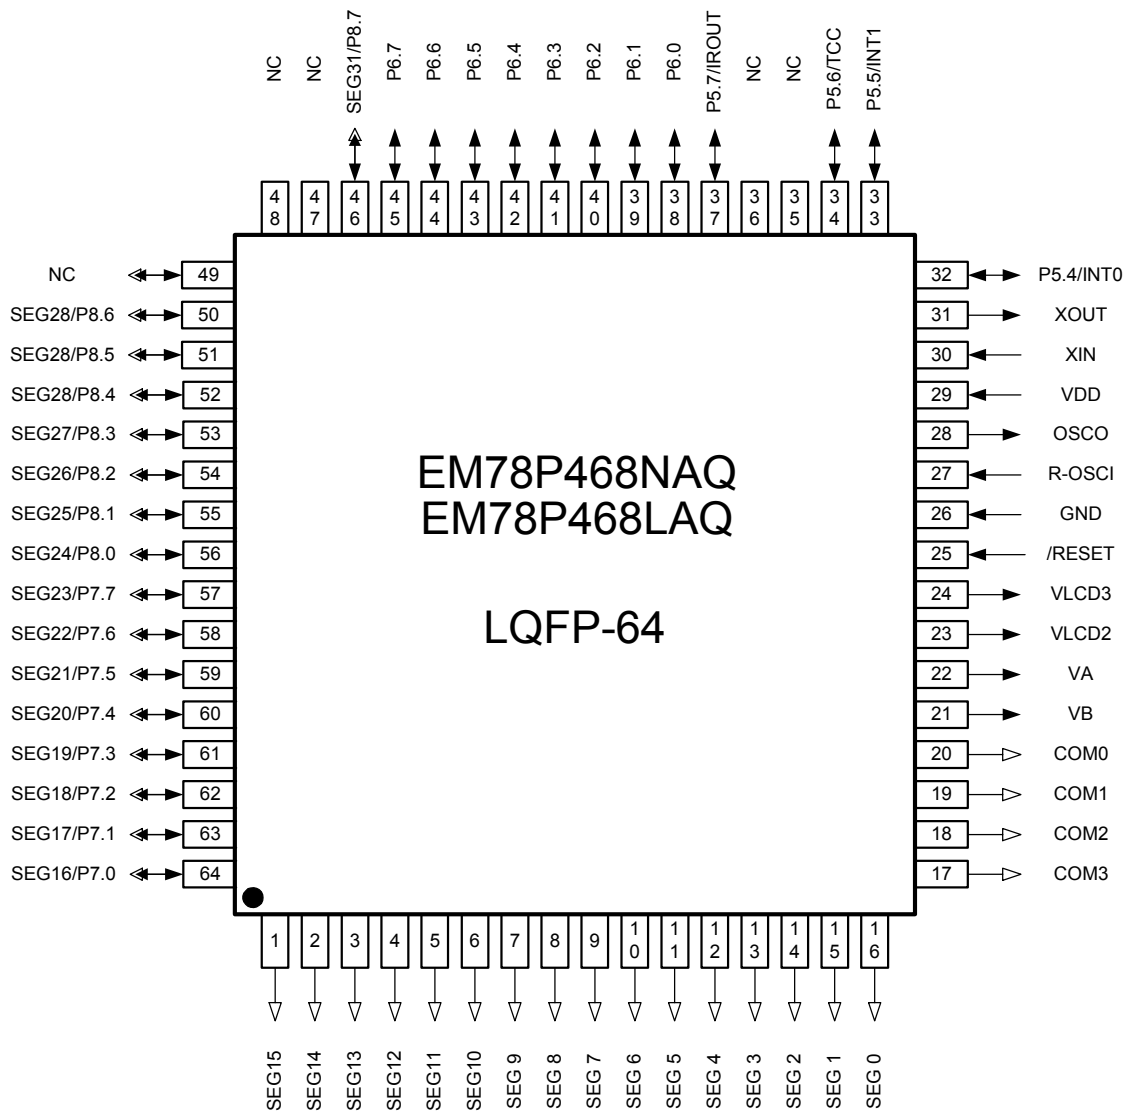 NC
NC
SEG31/P8.7
P6.7
P6.6
P6.5
P6.4
P6.3
P6.2
P6.1
P6.0
P5.7/IROUT
NC
NC
P5.6/TCC
P5.5/INT1
48
47
46
45
44
43
42
41
40
39
38
37
36
35
34
33
NC 49
SEG28/P8.6 50
SEG28/P8.5 51
SEG28/P8.4 52
SEG27/P8.3 53
SEG26/P8.2 54
SEG25/P8.1 55
SEG24/P8.0 56
SEG23/P7.7 57
SEG22/P7.6 58
SEG21/P7.5 59
SEG20/P7.4 60
SEG19/P7.3 61
SEG18/P7.2 62
SEG17/P7.1 63
SEG16/P7.0 64
EM78P468NAQ
EM78P468LAQ
LQFP-64
32 P5.4/INT0
31 XOUT
30 XIN
29 VDD
28 OSCO
27 R-OSCI
26 GND
25 /RESET
24 VLCD3
23 VLCD2
22 VA
21 VB
20 COM0
19 COM1
18 COM2
17 COM3
1
2
3
4
5
6
7
8
9
10
11
12
13
14
15
16
SEG15
SEG14
SEG13
SEG12
SEG11
SEG10
SEG 9
SEG 8
SEG 7
SEG 6
SEG 5
SEG 4
SEG 3
SEG 2
SEG 1
SEG 0